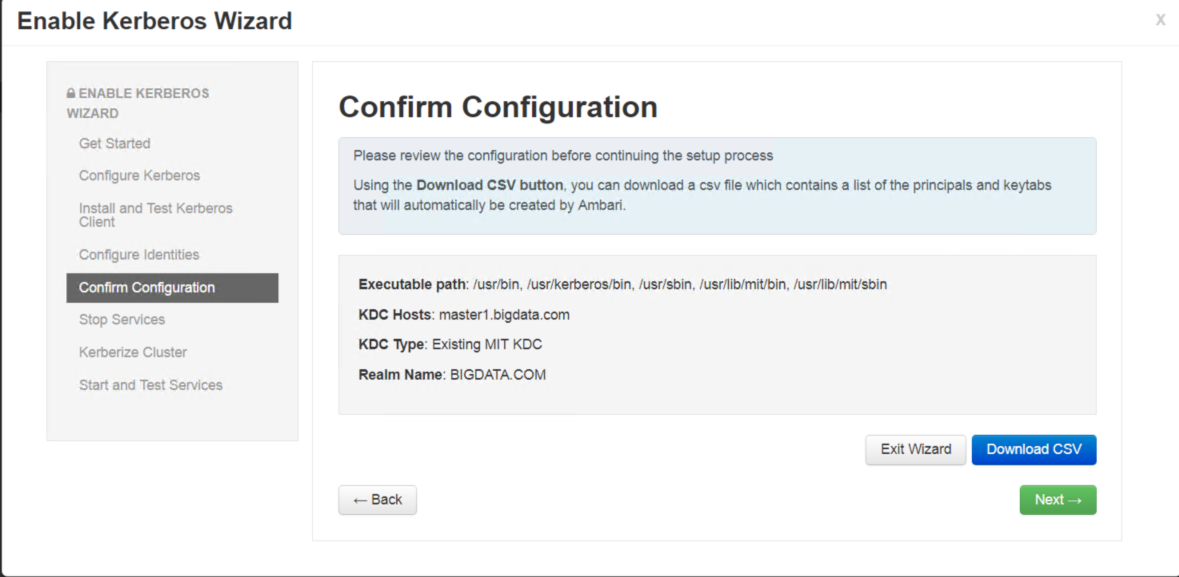 Enable Kerberos Wizard
X
ENABLE KERBEROS
WIZARD
Get Started
Configure Kerberos
Install and Test Kerberos
Client
Configure Identities
Confirm Configuration
Stop Services
Kerberize Cluster
Start and Test Services
Confirm Configuration
Please review the configuration before continuing the setup process
Using the Download CSV button, you can download a csv file which contains a list of the principals and keytabs
that will automatically be created by Ambari.
Executable path: /usr/bin, /usr/kerberos/bin, /usr/sbin, /usr/lib/mit/bin, /usr/lib/mit/sbin
KDC Hosts: master1.bigdata.com
KDC Type: Existing MIT KDC
Realm Name: BIGDATA.COM
Exit Wizard
Download CSV
← Back
Next →